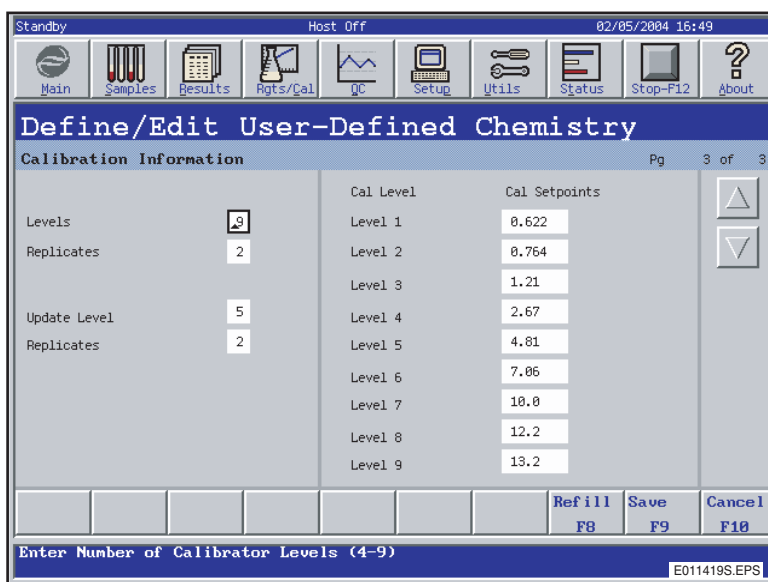 Standby Host Off 02/05/2004 16:49
Main Samples Results Rgts/Cal QC Setup Utils Status Stop-F12 About
Define/Edit User-Defined Chemistry
Calibration Information Pg 3 of 3
Cal Level Cal Setpoints
Levels 9 Level 1 0.622
Replicates 2 Level 2 0.764
Level 3 1.21
Update Level 5 Level 4 2.67
Replicates 2 Level 5 4.81
Level 6 7.06
Level 7 10.0
Level 8 12.2
Level 9 13.2
Refill Save Cancel
F8 F9 F10
Enter Number of Calibrator Levels (4-9)
E011419S.EPS